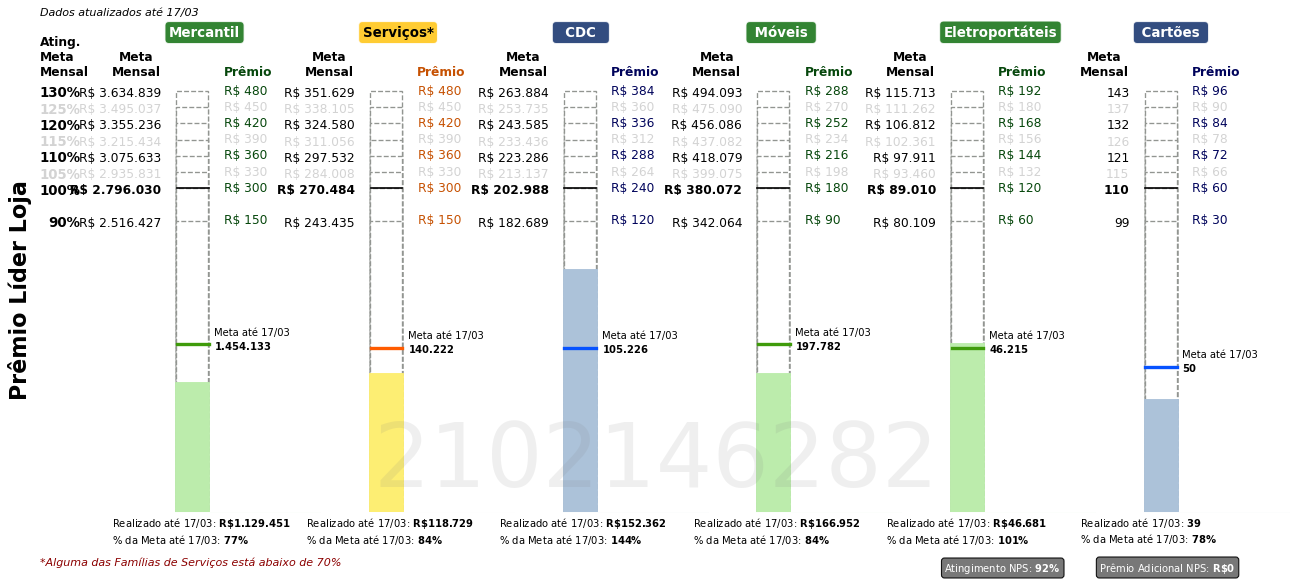 Dados atualizados até 17/03
Mercantil Serviços* CDC Móveis Eletroportáteis Cartões
Ating. Meta Mensal
Meta Mensal Prêmio Meta Mensal Prêmio Meta Mensal Prêmio Meta Mensal Prêmio Meta Mensal Prêmio Meta Mensal Prêmio
130% R$ 3.634.839 R$ 480 R$ 351.629 R$ 480 R$ 263.884 R$ 384 R$ 494.093 R$ 288 R$ 115.713 R$ 192 143 R$ 96
125% R$ 3.495.037 R$ 450 R$ 338.105 R$ 450 R$ 253.735 R$ 360 R$ 475.090 R$ 270 R$ 111.262 R$ 180 137 R$ 90
120% R$ 3.355.236 R$ 420 R$ 324.580 R$ 420 R$ 243.585 R$ 336 R$ 456.086 R$ 252 R$ 106.812 R$ 168 132 R$ 84
115% R$ 3.215.434 R$ 390 R$ 311.056 R$ 390 R$ 233.436 R$ 312 R$ 437.082 R$ 234 R$ 102.361 R$ 156 126 R$ 78
110% R$ 3.075.633 R$ 360 R$ 297.532 R$ 360 R$ 223.286 R$ 288 R$ 418.079 R$ 216 R$ 97.911 R$ 144 121 R$ 72
105% R$ 2.935.831 R$ 330 R$ 284.008 R$ 330 R$ 213.137 R$ 264 R$ 399.075 R$ 198 R$ 93.460 R$ 132 115 R$ 66
100% R$ 2.796.030 R$ 300 R$ 270.484 R$ 300 R$ 202.988 R$ 240 R$ 380.072 R$ 180 R$ 89.010 R$ 120 110 R$ 60
90% R$ 2.516.427 R$ 150 R$ 243.435 R$ 150 R$ 182.689 R$ 120 R$ 342.064 R$ 90 R$ 80.109 R$ 60 99 R$ 30
Prêmio Líder Loja
Meta até 17/03 Meta até 17/03 Meta até 17/03 Meta até 17/03 Meta até 17/03 Meta até 17/03
1.454.133 140.222 105.226 197.782 46.215 50
2102146282
Realizado até 17/03: R$1.129.451 Realizado até 17/03: R$118.729 Realizado até 17/03: R$152.362 Realizado até 17/03: R$166.952 Realizado até 17/03: R$46.681 Realizado até 17/03: 39
% da Meta até 17/03: 77% % da Meta até 17/03: 84% % da Meta até 17/03: 144% % da Meta até 17/03: 84% % da Meta até 17/03: 101% % da Meta até 17/03: 78%
*Alguma das Famílias de Serviços está abaixo de 70%
Atingimento NPS: 92% Prêmio Adicional NPS: R$0